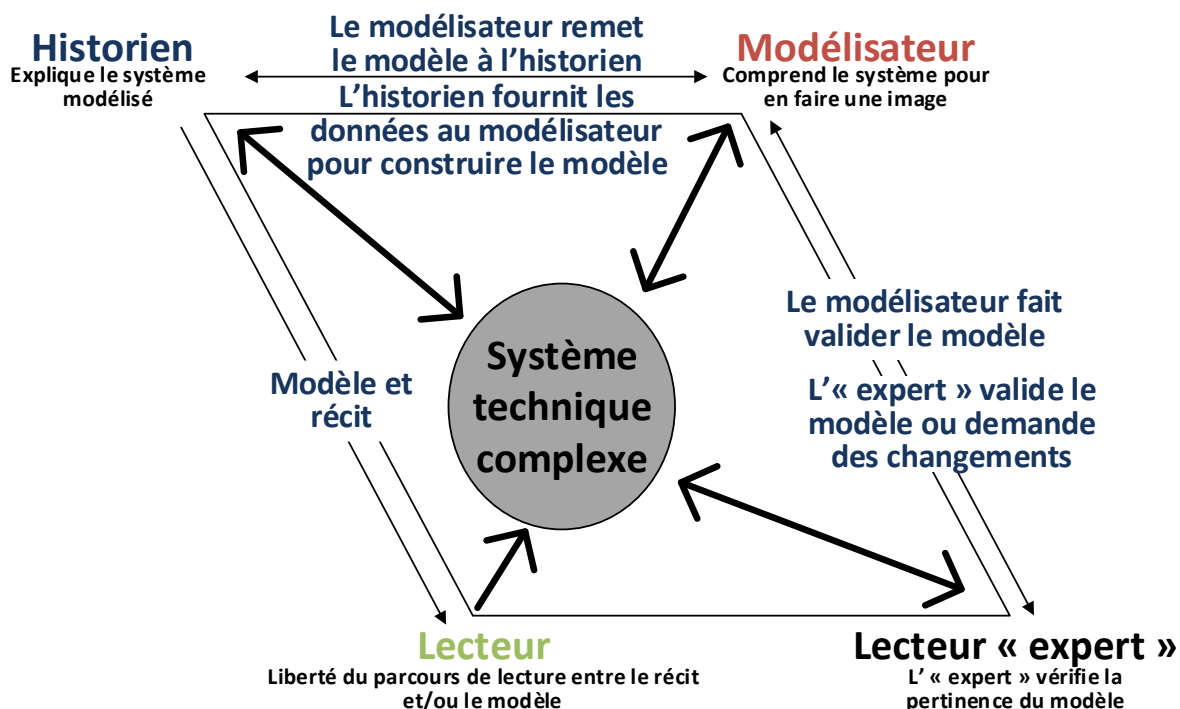 Historien
Explique le système
modélisé
Le modélisateur remet
le modèle à l’historien
L’historien fournit les
données au modélisateur
pour construire le modèle
Modélisateur
Comprend le système pour
en faire une image
Système
technique
complexe
Modèle et
récit
Le modélisateur fait
valider le modèle
L’« expert » valide le
modèle ou demande
des changements
Lecteur
Liberté du parcours de lecture entre le récit
et/ou le modèle
Lecteur « expert »
L’ « expert » vérifie la
pertinence du modèle